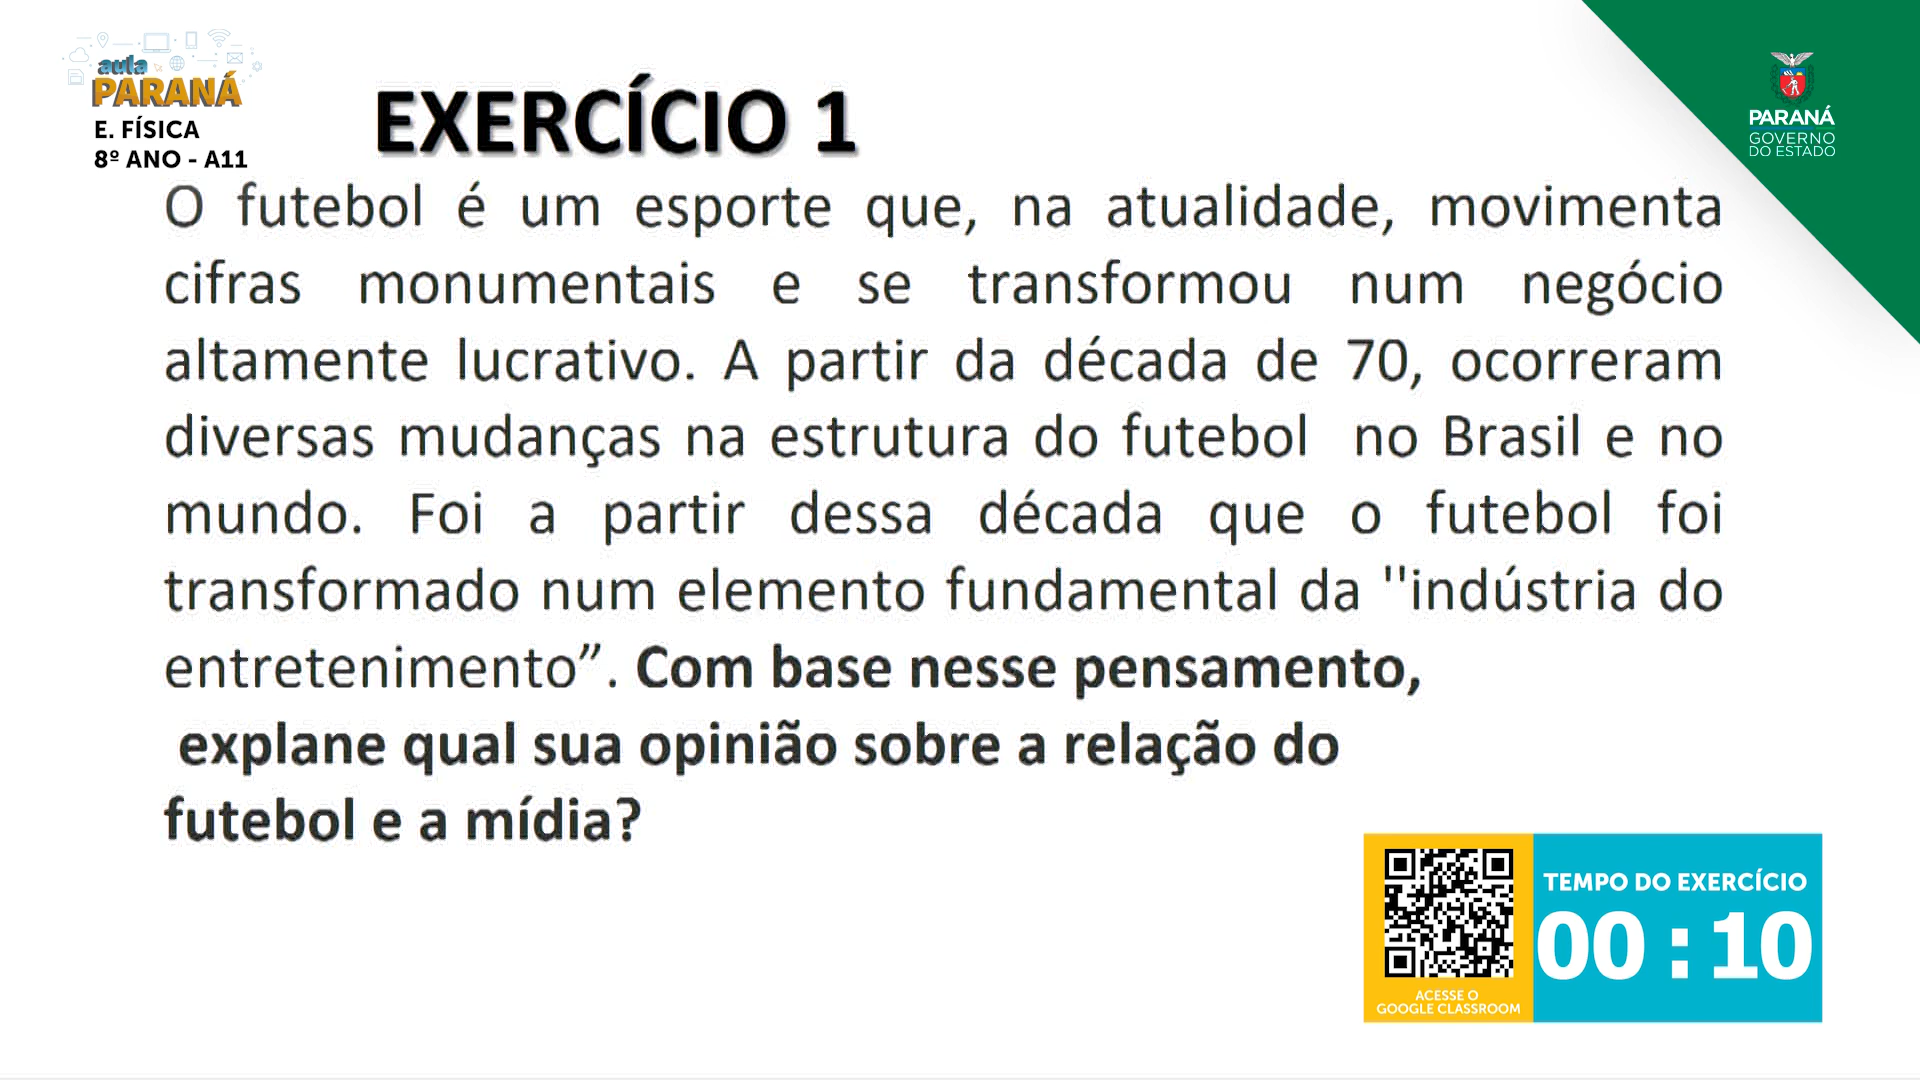 aula
PARANÁ
E. FÍSICA
8º ANO - A11
EXERCÍCIO 1
PARANÁ
GOVERNO
DO ESTADO
O futebol é um esporte que, na atualidade, movimenta
cifras monumentais e se transformou num negócio
altamente lucrativo. A partir da década de 70, ocorreram
diversas mudanças na estrutura do futebol  no Brasil e no
mundo. Foi a partir dessa década que o futebol foi
transformado num elemento fundamental da "indústria do
entretenimento”. Com base nesse pensamento,
explane qual sua opinião sobre a relação do
futebol e a mídia?
ACESSE O
GOOGLE CLASSROOM
TEMPO DO EXERCÍCIO
00 : 10